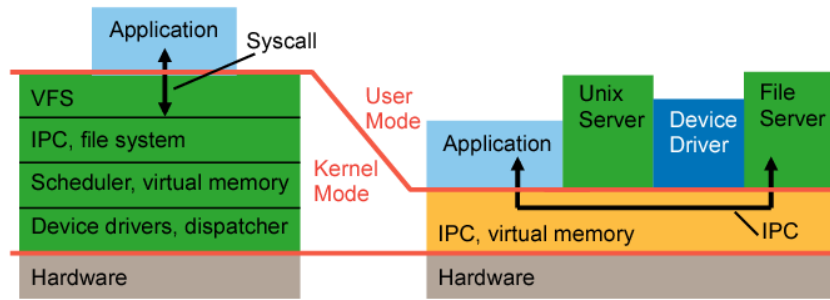 Application
Syscall
VFS
IPC, file system
Scheduler, virtual memory
Device drivers, dispatcher
Hardware
User
Mode
Kernel
Mode
Application
Unix
Server
Device
Driver
File
Server
IPC, virtual memory
IPC
Hardware